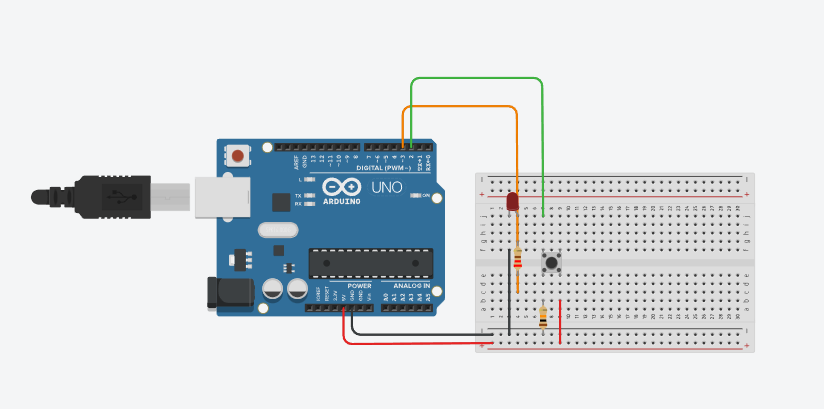 AREF
GND
13
12
~11
~10
~9
8
7
~6
~5
4
~3
2
TX→1
RX←0
DIGITAL (PWM~)
L
TX
RX
UNO
ON
ARDUINO
POWER
ANALOG IN
IOREF
RESET
3.3V
5V
GND
GND
Vin
A0
A1
A2
A3
A4
A5
j
i
h
g
f
e
d
c
b
a